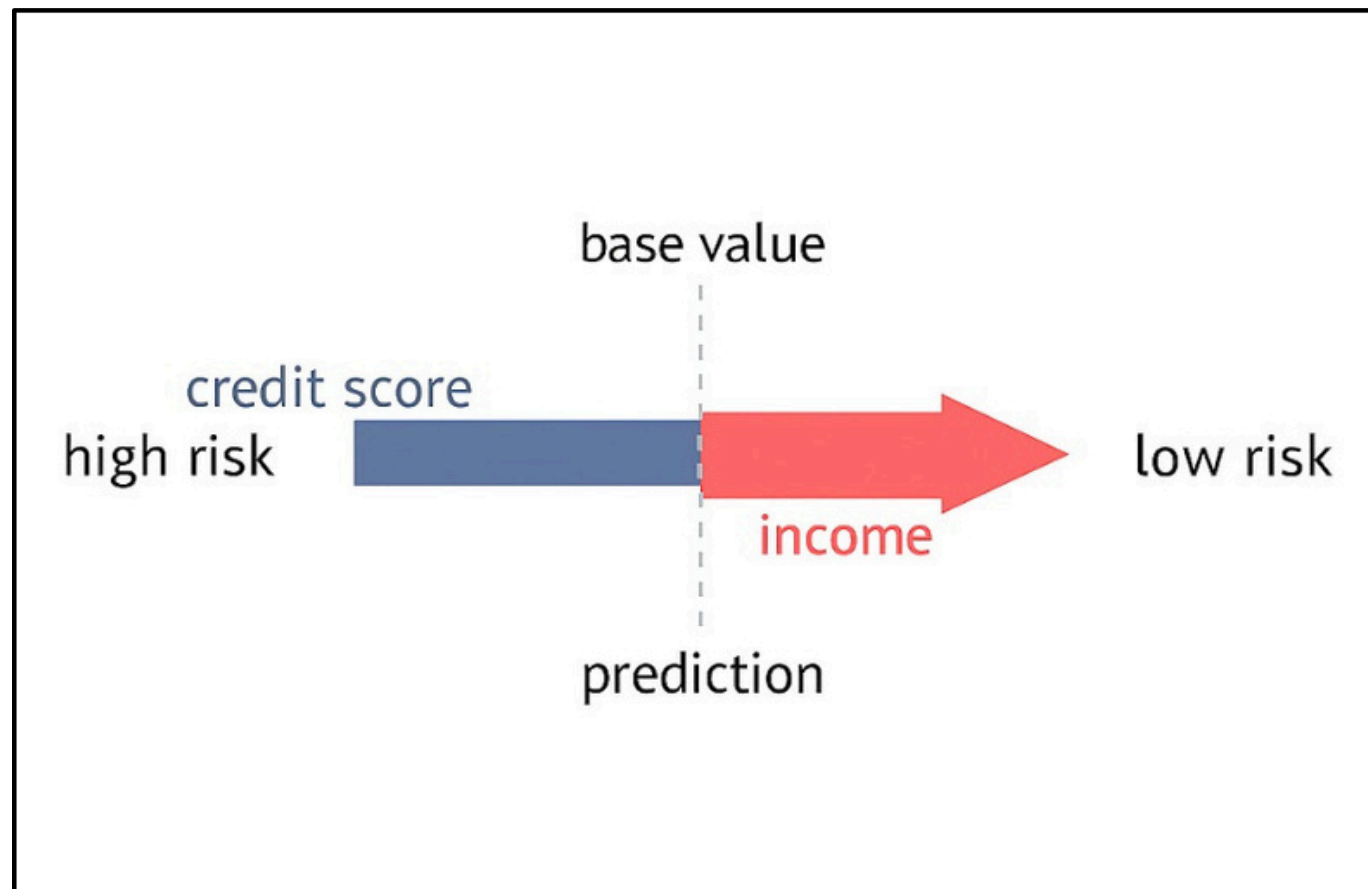 base value
credit score
high risk
low risk
income
prediction